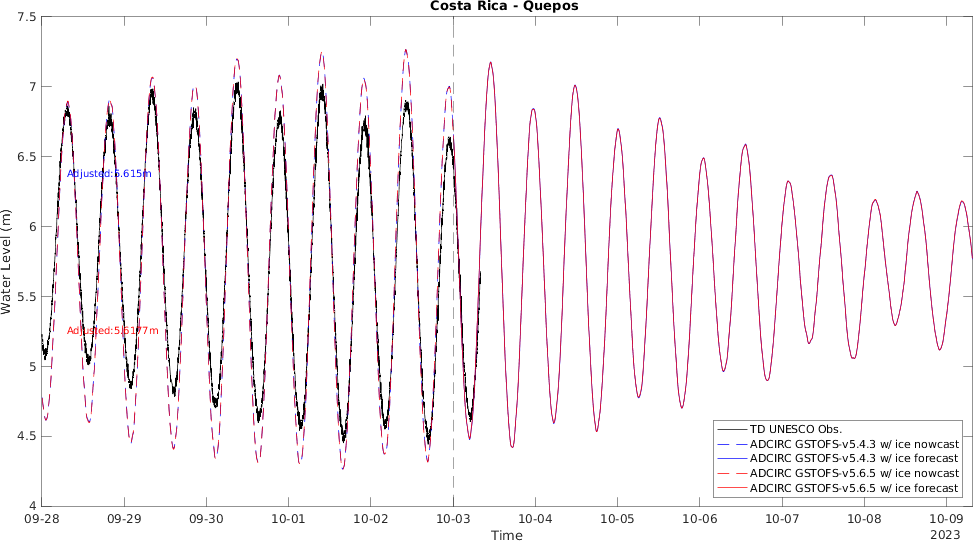 Costa Rica - Quepos
7.5
7
6.5
6
5.5
5
4.5
4
Water Level (m)
Adjusted:5.615m
Adjusted:5.6177m
TD UNESCO Obs.
ADCIRC GSTOFS-v5.4.3 w/ ice nowcast
ADCIRC GSTOFS-v5.4.3 w/ ice forecast
ADCIRC GSTOFS-v5.6.5 w/ ice nowcast
ADCIRC GSTOFS-v5.6.5 w/ ice forecast
09-28 09-29 09-30 10-01 10-02 10-03 10-04 10-05 10-06 10-07 10-08 10-09
Time 2023